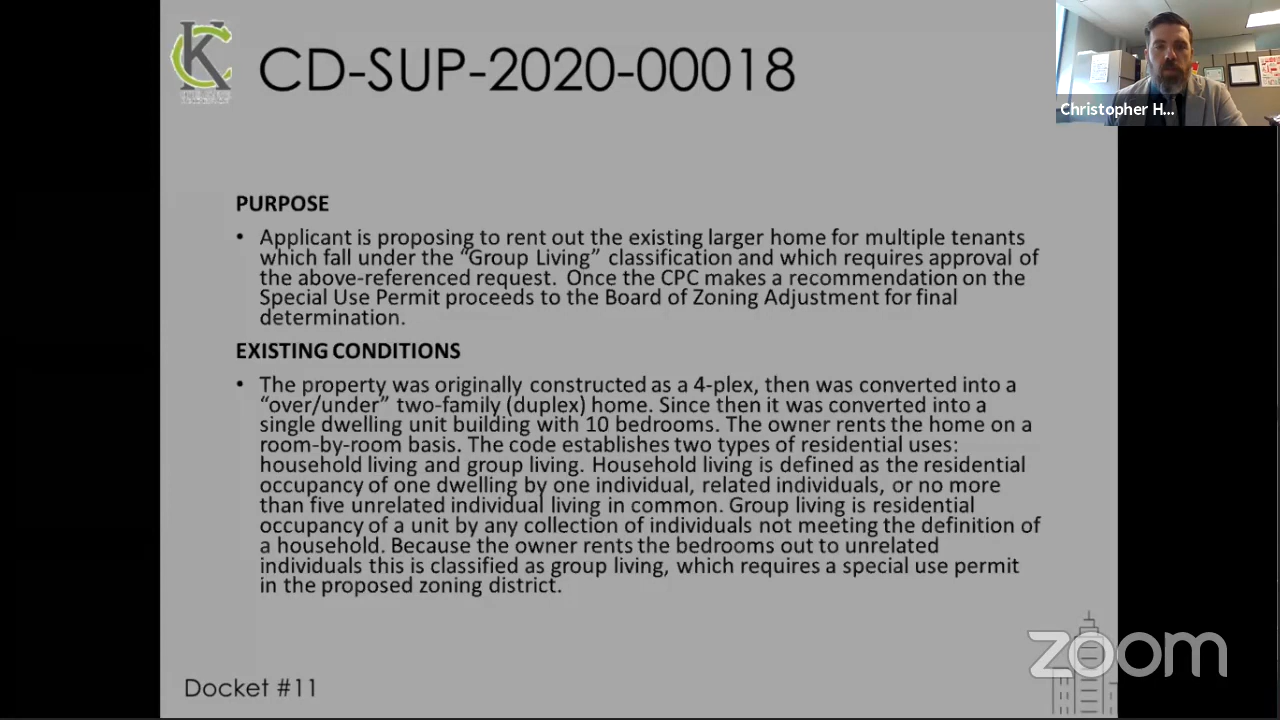 KC
CD-SUP-2020-00018
Christopher H...
PURPOSE
• Applicant is proposing to rent out the existing larger home for multiple tenants
which fall under the “Group Living” classification and which requires approval of
the above-referenced request. Once the CPC makes a recommendation on the
Special Use Permit proceeds to the Board of Zoning Adjustment for final
determination.
EXISTING CONDITIONS
• The property was originally constructed as a 4-plex, then was converted into a
“over/under” two-family (duplex) home. Since then it was converted into a
single dwelling unit building with 10 bedrooms. The owner rents the home on a
room-by-room basis. The code establishes two types of residential uses:
household living and group living. Household living is defined as the residential
occupancy of one dwelling by one individual, related individuals, or no more
than five unrelated individual living in common. Group living is residential
occupancy of a unit by any collection of individuals not meeting the definition of
a household. Because the owner rents the bedrooms out to unrelated
individuals this is classified as group living, which requires a special use permit
in the proposed zoning district.
zoom
Docket #11